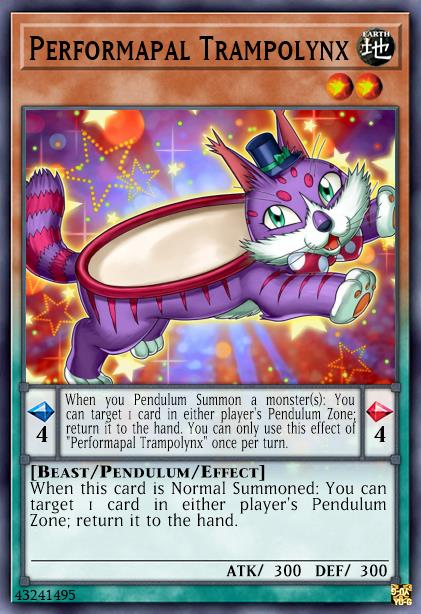 Performapal Trampolynx
EARTH
地
When you Pendulum Summon a monster(s): You
can target 1 card in either player's Pendulum Zone;
return it to the hand. You can only use this effect of
"Performapal Trampolynx" once per turn.
4
4
[Beast/Pendulum/Effect]
When this card is Normal Summoned: You can
target 1 card in either player's Pendulum
Zone; return it to the hand.
ATK/ 300 DEF/ 300
43241495